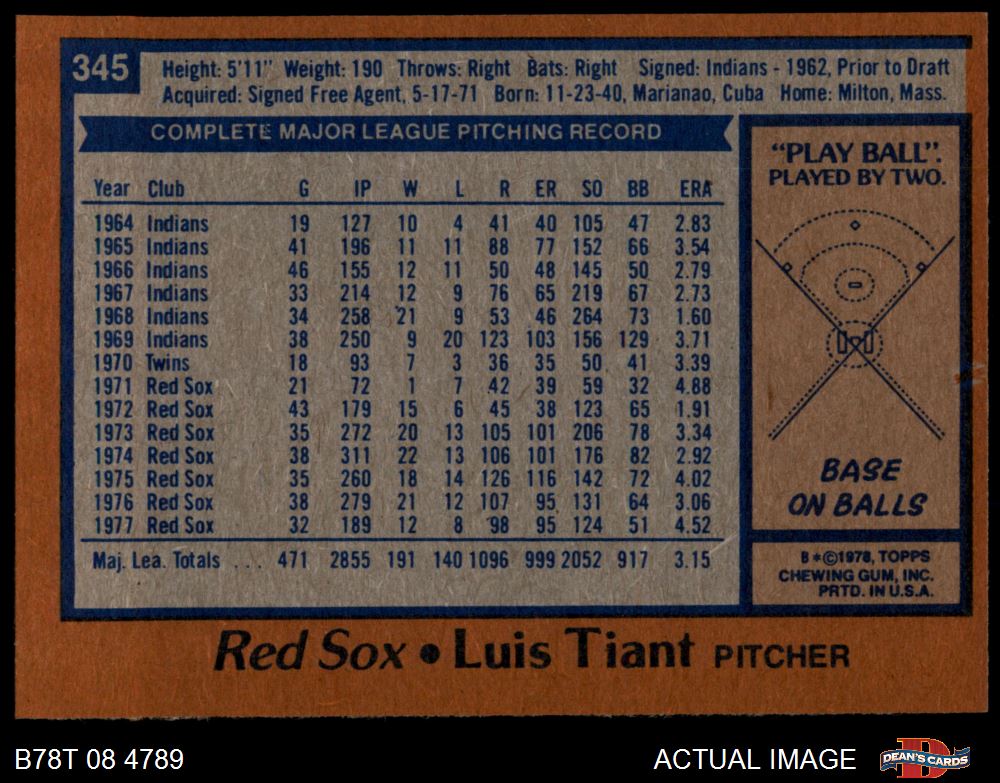 345
Height: 5'11" Weight: 190 Throws: Right Bats: Right Signed: Indians - 1962, Prior to Draft
Acquired: Signed Free Agent, 5-17-71 Born: 11-23-40, Marianao, Cuba Home: Milton, Mass.
COMPLETE MAJOR LEAGUE PITCHING RECORD
Year Club G IP W L R ER SO BB ERA
1964 Indians 19 127 10 4 41 40 105 47 2.83
1965 Indians 41 196 11 11 88 77 152 66 3.54
1966 Indians 46 155 12 11 50 48 145 50 2.79
1967 Indians 33 214 12 9 76 65 219 67 2.73
1968 Indians 34 258 21 9 53 46 264 73 1.60
1969 Indians 38 250 9 20 123 103 156 129 3.71
1970 Twins 18 93 7 3 36 35 50 41 3.39
1971 Red Sox 21 72 1 7 42 39 59 32 4.88
1972 Red Sox 43 179 15 6 45 38 123 65 1.91
1973 Red Sox 35 272 20 13 105 101 206 78 3.34
1974 Red Sox 38 311 22 13 106 101 176 82 2.92
1975 Red Sox 35 260 18 14 126 116 142 72 4.02
1976 Red Sox 38 279 21 12 107 95 131 64 3.06
1977 Red Sox 32 189 12 8 98 95 124 51 4.52
Maj. Lea. Totals ... 471 2855 191 140 1096 999 2052 917 3.15
"PLAY BALL".
PLAYED BY TWO.
BASE
ON BALLS
B*©1978, TOPPS
CHEWING GUM, INC.
PRTD. IN U.S.A.
Red Sox • Luis Tiant PITCHER
B78T 08 4789
ACTUAL IMAGE
DEAN'S CARDS